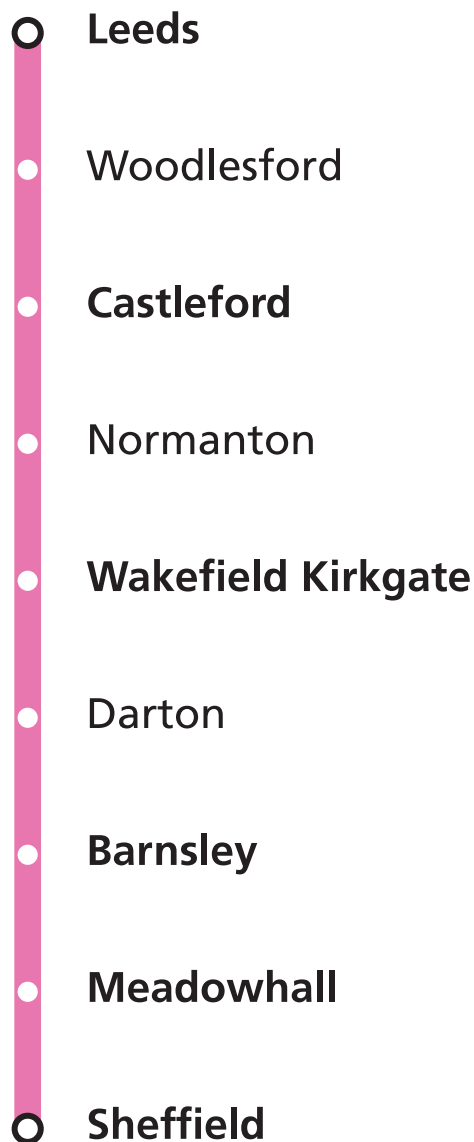 Leeds
Woodlesford
Castleford
Normanton
Wakefield Kirkgate
Darton
Barnsley
Meadowhall
Sheffield